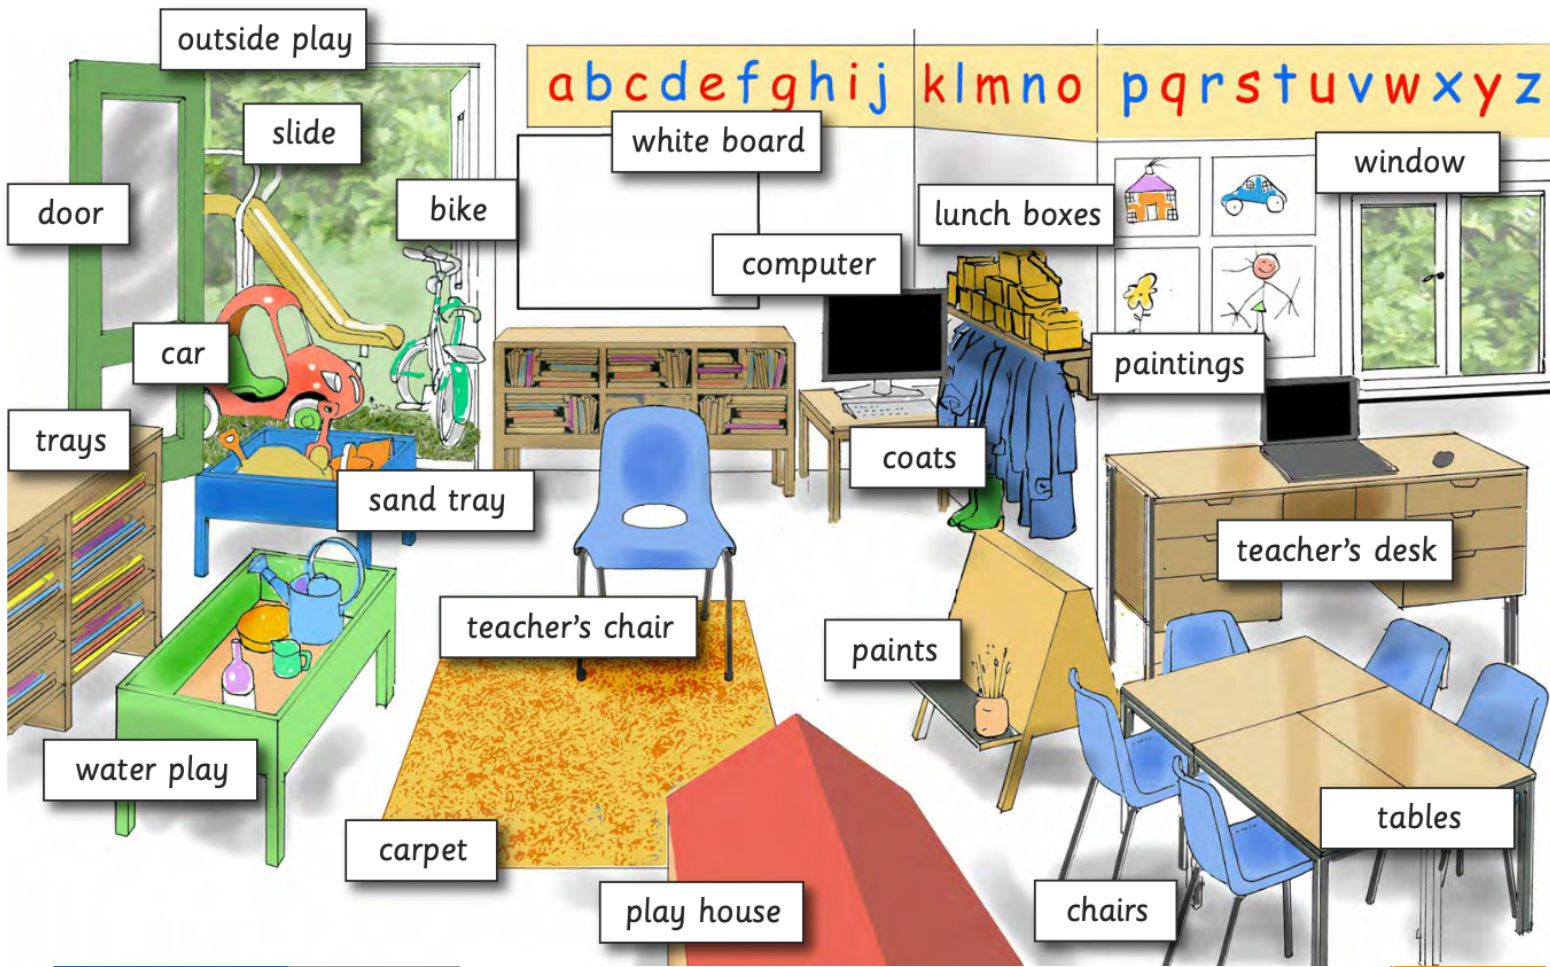 outside play
abcdefghij klmno pqrstuvwxyz
slide
white board
window
door
bike
lunch boxes
computer
car
paintings
trays
coats
sand tray
teacher's desk
teacher's chair
paints
water play
tables
carpet
play house
chairs